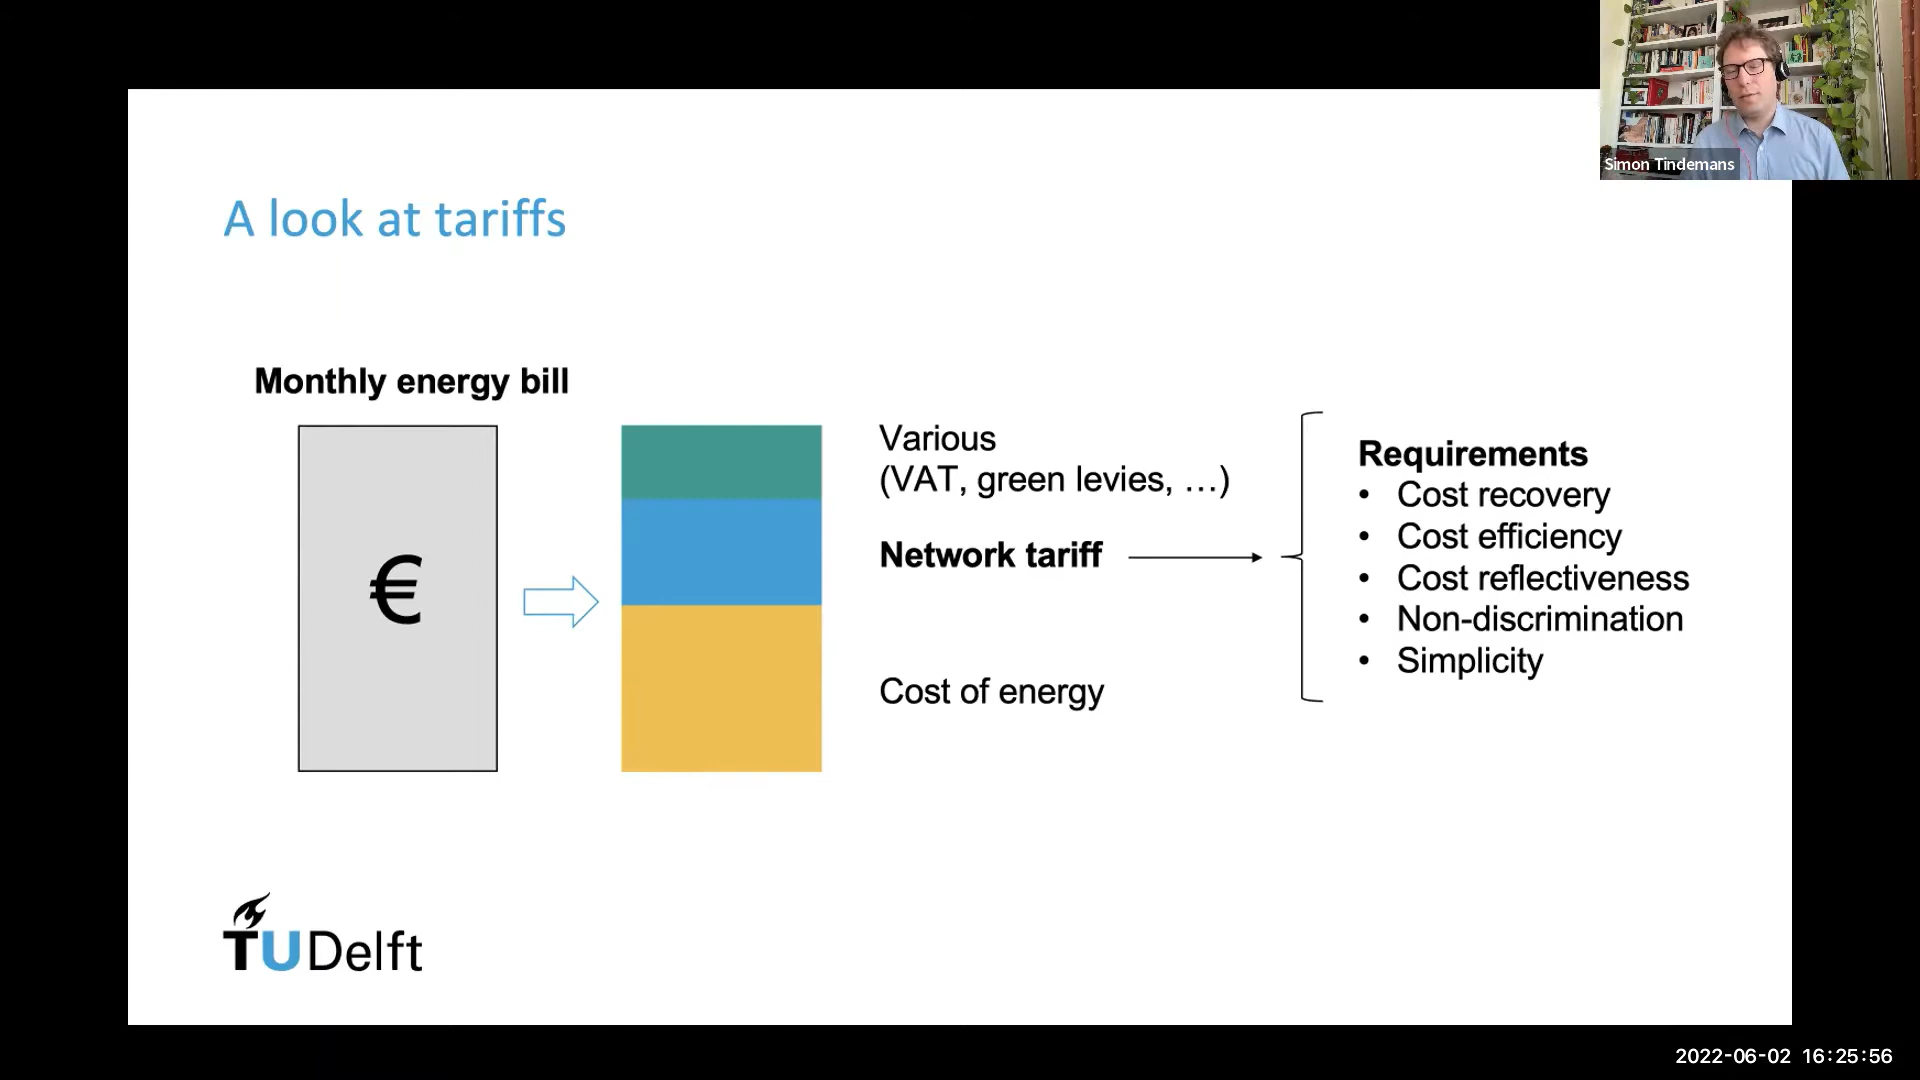 Simon Tindemans
A look at tariffs
Monthly energy bill
€
Various
(VAT, green levies, …)
Network tariff
Cost of energy
Requirements
• Cost recovery
• Cost efficiency
• Cost reflectiveness
• Non-discrimination
• Simplicity
TUDelft
2022-06-02 16:25:56